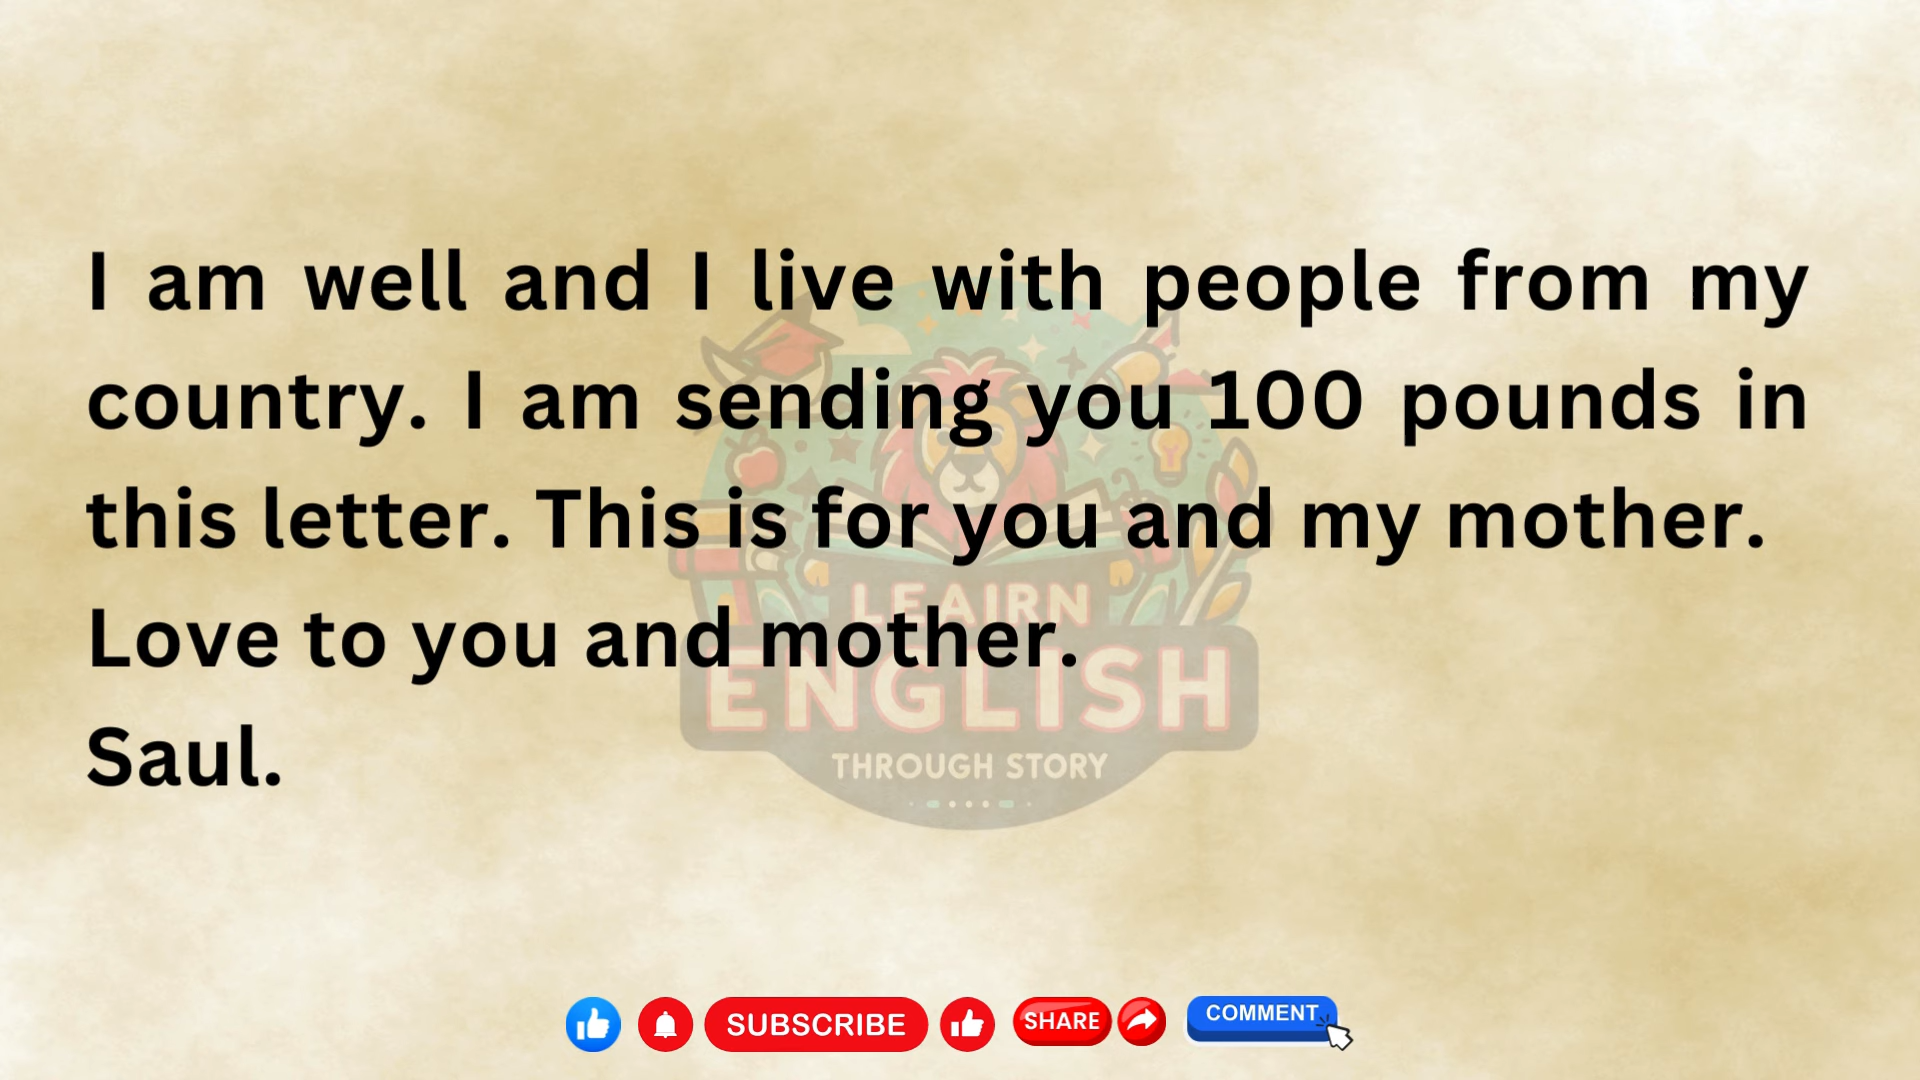 I am well and I live with people from my
country. I am sending you 100 pounds in
this letter. This is for you and my mother.
Love to you and mother.
Saul.
LEAIRN
ENGLISH
THROUGH STORY
SUBSCRIBE
SHARE
COMMENT